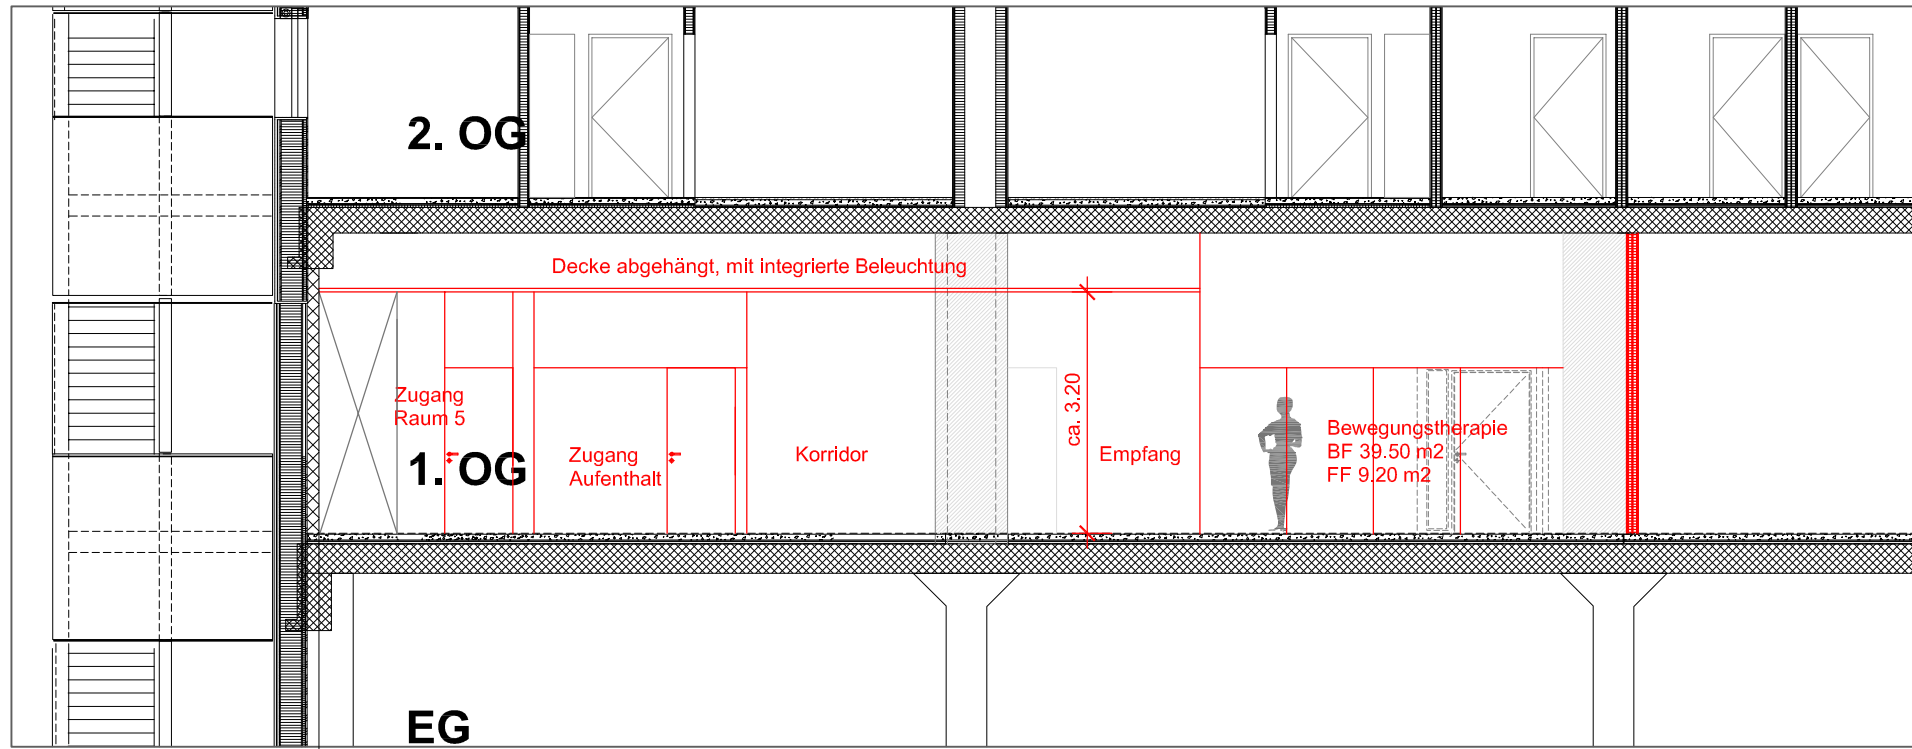 2. OG
Decke abgehängt, mit integrierte Beleuchtung
Zugang
Raum 5
1. OG
Zugang
Aufenthalt
Korridor
ca. 3.20
Empfang
Bewegungstherapie
BF 39.50 m2
FF 9.20 m2
EG